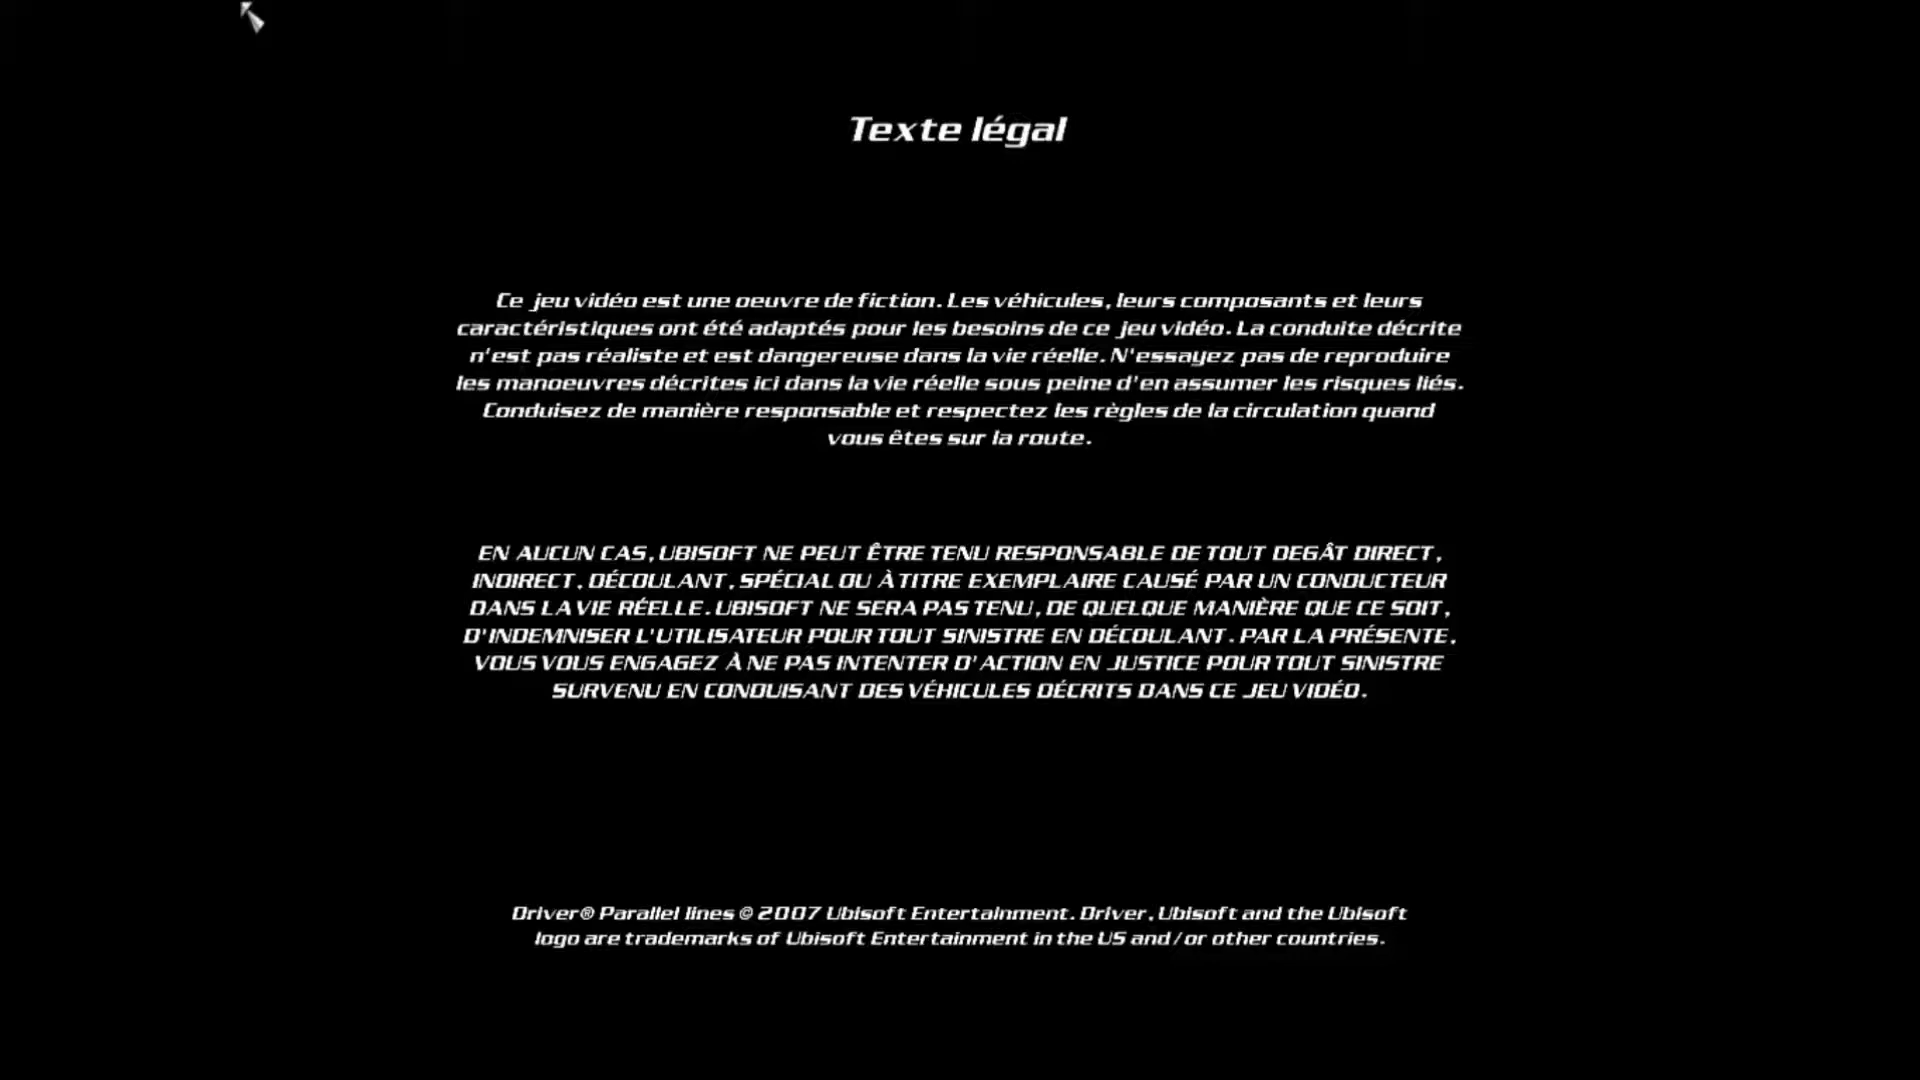 Texte légal
Ce jeu vidéo est une oeuvre de fiction. Les véhicules, leurs composants et leurs
caractéristiques ont été adaptés pour les besoins de ce jeu vidéo. La conduite décrite
n'est pas réaliste et est dangereuse dans la vie réelle. N'essayez pas de reproduire
les manoeuvres décrites ici dans la vie réelle sous peine d'en assumer les risques liés.
Conduisez de manière responsable et respectez les règles de la circulation quand
vous êtes sur la route.
EN AUCUN CAS, UBISOFT NE PEUT ÊTRE TENU RESPONSABLE DE TOUT DEGÂT DIRECT,
INDIRECT, DÉCOULANT, SPÉCIAL OU À TITRE EXEMPLAIRE CAUSÉ PAR UN CONDUCTEUR
DANS LA VIE RÉELLE. UBISOFT NE SERA PAS TENU, DE QUELQUE MANIÈRE QUE CE SOIT,
D'INDEMNISER L'UTILISATEUR POUR TOUT SINISTRE EN DÉCOULANT. PAR LA PRÉSENTE,
VOUS VOUS ENGAGEZ À NE PAS INTENTER D'ACTION EN JUSTICE POUR TOUT SINISTRE
SURVENU EN CONDUISANT DES VÉHICULES DÉCRITS DANS CE JEU VIDÉO.
Driver® Parallel lines © 2007 Ubisoft Entertainment. Driver, Ubisoft and the Ubisoft
logo are trademarks of Ubisoft Entertainment in the US and/or other countries.